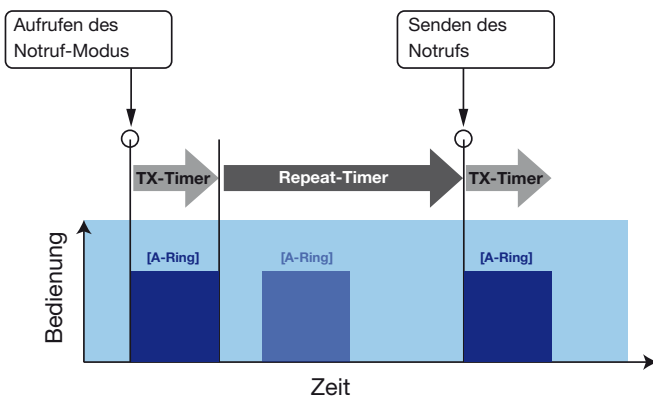 Aufrufen des
Notruf-Modus
Senden des
Notrufs
TX-Timer
Repeat-Timer
TX-Timer
[A-Ring]
[A-Ring]
[A-Ring]
Bedienung
Zeit